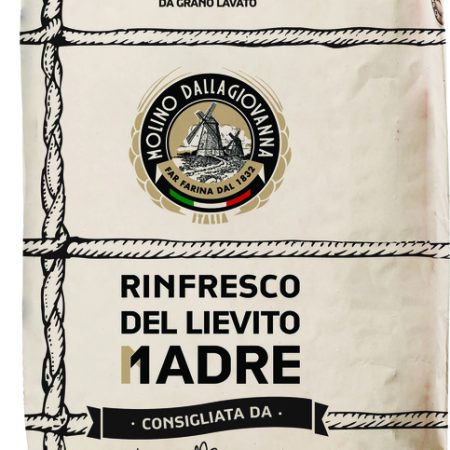 DA GRANO LAVATO
MOLINO DALLAGIOVANNA
FAR FARINA DAL 1832
ITALIA
RINFRESCO
DEL LIEVITO
MADRE
· CONSIGLIATA DA ·